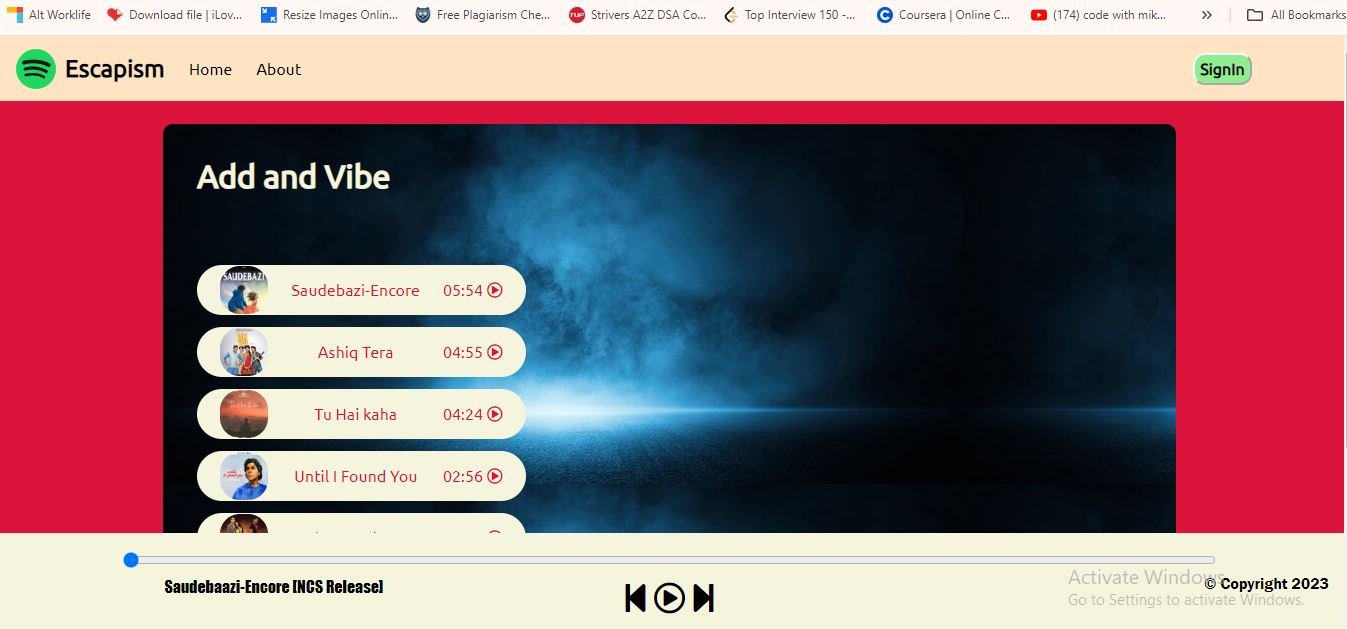 Alt Worklife Download file | iLov... Resize Images Onlin... Free Plagiarism Che... TUF Strivers A2Z DSA Co... Top Interview 150 -... Coursera | Online C... (174) code with mik... All Bookmarks
Escapism Home About SignIn
Add and Vibe
SAUDEBAZI Saudebazi-Encore 05:54
Ashiq Tera 04:55
Tu Hai kaha 04:24
Until I Found You 02:56
Saudebaazi-Encore [NCS Release]
Activate Windows
© Copyright 2023
Go to Settings to activate Windows.